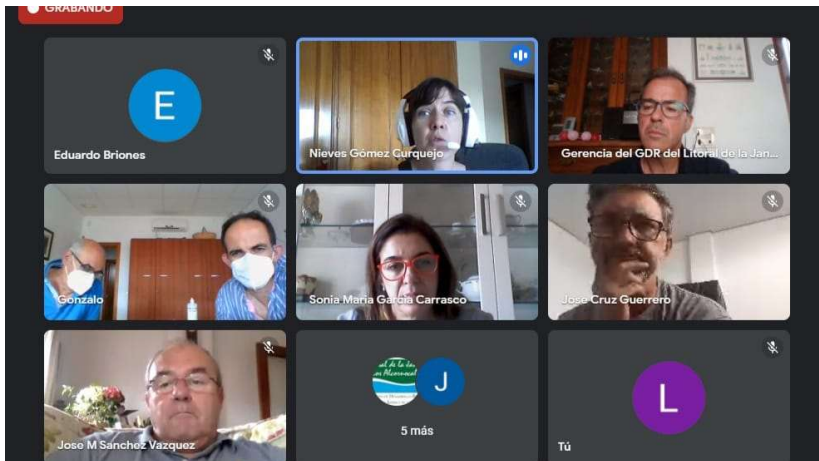 GRABANDO
E
Eduardo Briones
Nieves Gómez Curquejo
Gerencia del GDR del Litoral de la Jan...
Gonzalo
Sonia María García Carrasco
Jose Cruz Guerrero
Jose M Sanchez Vazquez
J
5 más
L
Tú